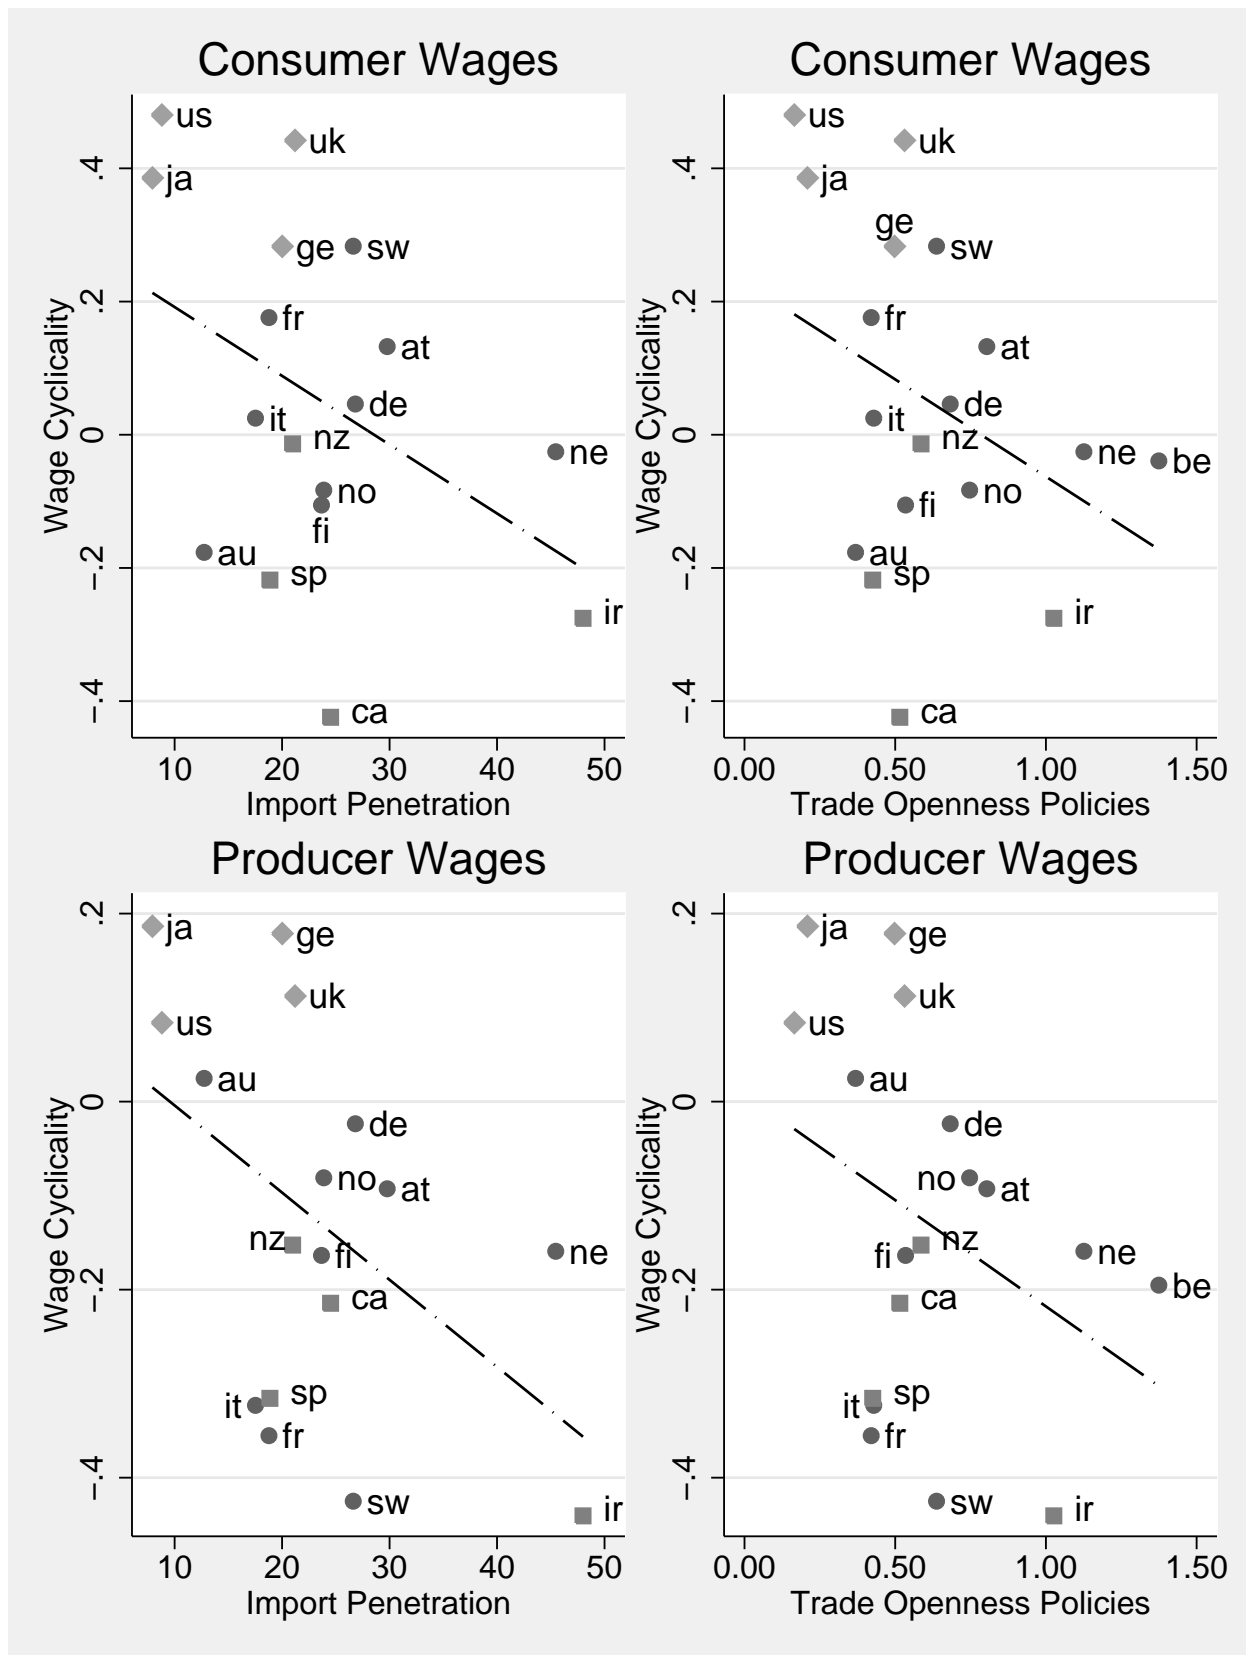 Consumer Wages
Wage Cyclicality
.4
.2
0
−.2
−.4
us
uk
ja
ge
sw
fr
at
de
it
nz
ne
no
fi
au
sp
ir
ca
10 20 30 40 50
Import Penetration
Consumer Wages
Wage Cyclicality
.4
.2
0
−.2
−.4
us
uk
ja
ge
sw
fr
at
de
it
nz
ne
be
no
fi
au
sp
ir
ca
0.00 0.50 1.00 1.50
Trade Openness Policies
Producer Wages
Wage Cyclicality
.2
0
−.2
−.4
ja
ge
uk
us
au
de
no
at
nz
fi
ne
ca
sp
it
fr
sw
ir
10 20 30 40 50
Import Penetration
Producer Wages
Wage Cyclicality
.2
0
−.2
−.4
ja
ge
uk
us
au
de
no
at
nz
fi
ne
be
ca
sp
it
fr
sw
ir
0.00 0.50 1.00 1.50
Trade Openness Policies